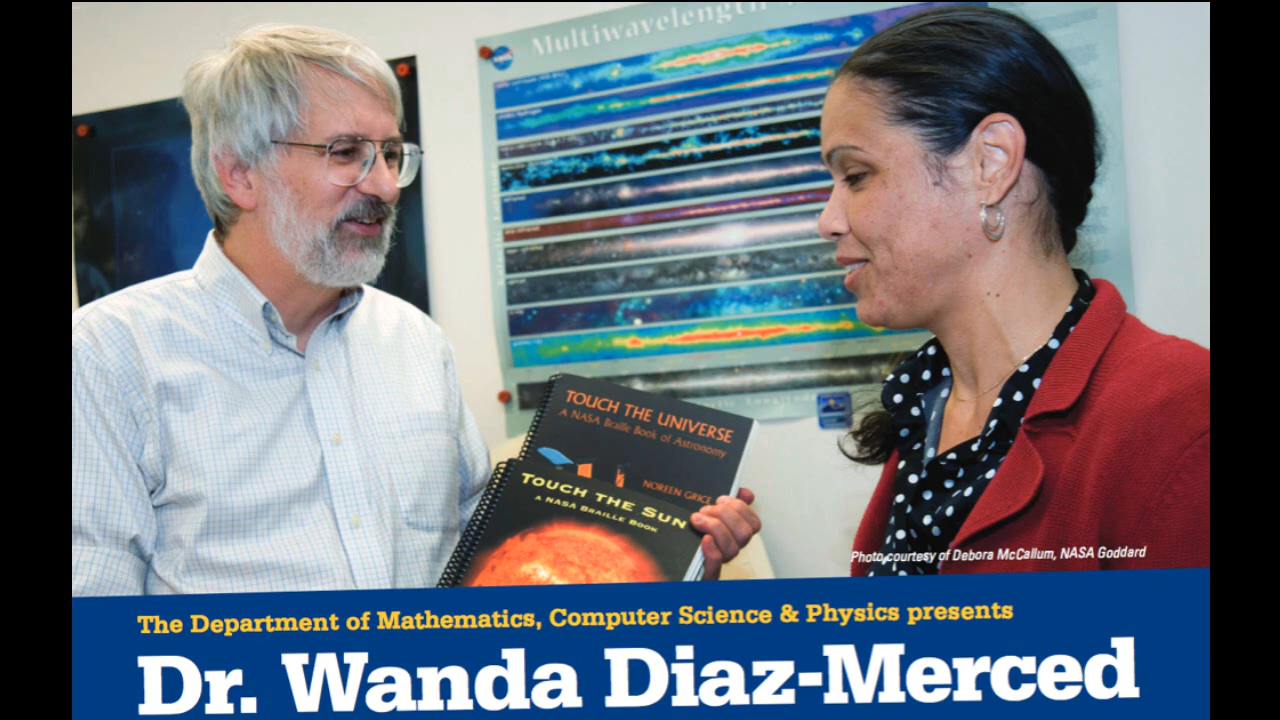 Multiwavelength
NASA
TOUCH THE UNIVERSE
A NASA Braille Book of Astronomy
NOREEN GRICE
TOUCH THE SUN
A NASA BRAILLE BOOK
Photo courtesy of Debora McCallum, NASA Goddard
The Department of Mathematics, Computer Science & Physics presents
Dr. Wanda Diaz-Merced